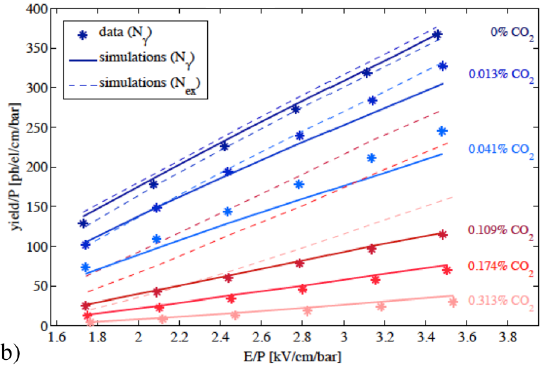 400
350
300
250
200
150
100
50
0
yield/P [ph/el/cm/bar]
data (Nγ)
simulations (Nγ)
simulations (Nex)
0% CO2
0.013% CO2
0.041% CO2
0.109% CO2
0.174% CO2
0.313% CO2
1.6 1.8 2 2.2 2.4 2.6 2.8 3 3.2 3.4 3.6 3.8
E/P [kV/cm/bar]
b)